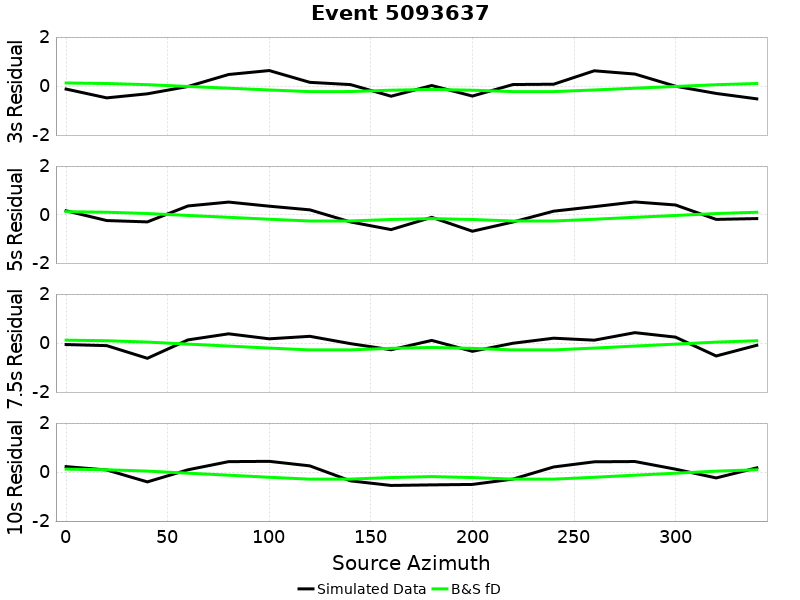 Event 5093637
3s Residual
2
0
-2
5s Residual
2
0
-2
7.5s Residual
2
0
-2
10s Residual
2
0
-2
0 50 100 150 200 250 300
Source Azimuth
Simulated Data B&S fD